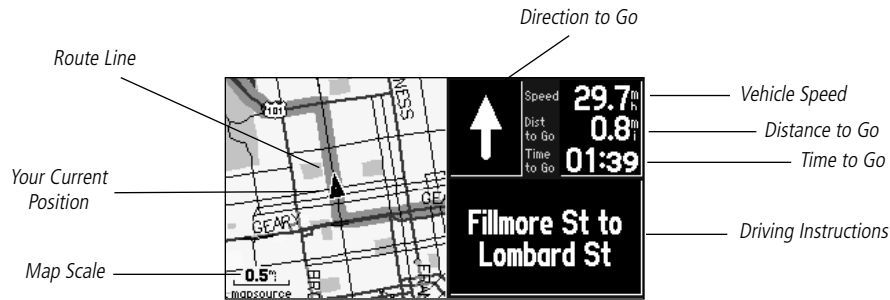 Direction to Go
Route Line
Your Current
Position
Map Scale
101
NESS
GEARY
GE
0.5mi
mapsource
Speed 29.7mh
Dist
to Go 0.8mi
Time
to Go 01:39
Fillmore St to
Lombard St
Vehicle Speed
Distance to Go
Time to Go
Driving Instructions